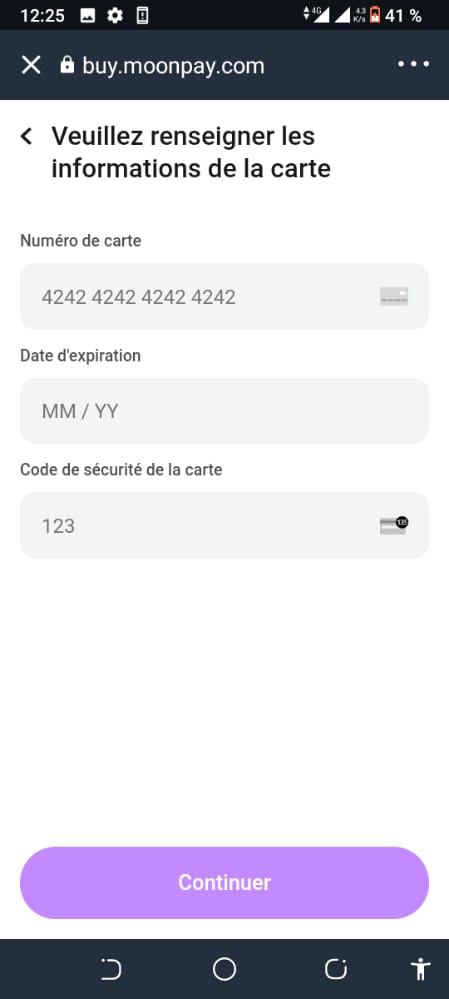 12:25
4G
4.3
K/s
41 %
buy.moonpay.com
Veuillez renseigner les
informations de la carte
Numéro de carte
4242 4242 4242 4242
Date d'expiration
MM / YY
Code de sécurité de la carte
123
135
Continuer